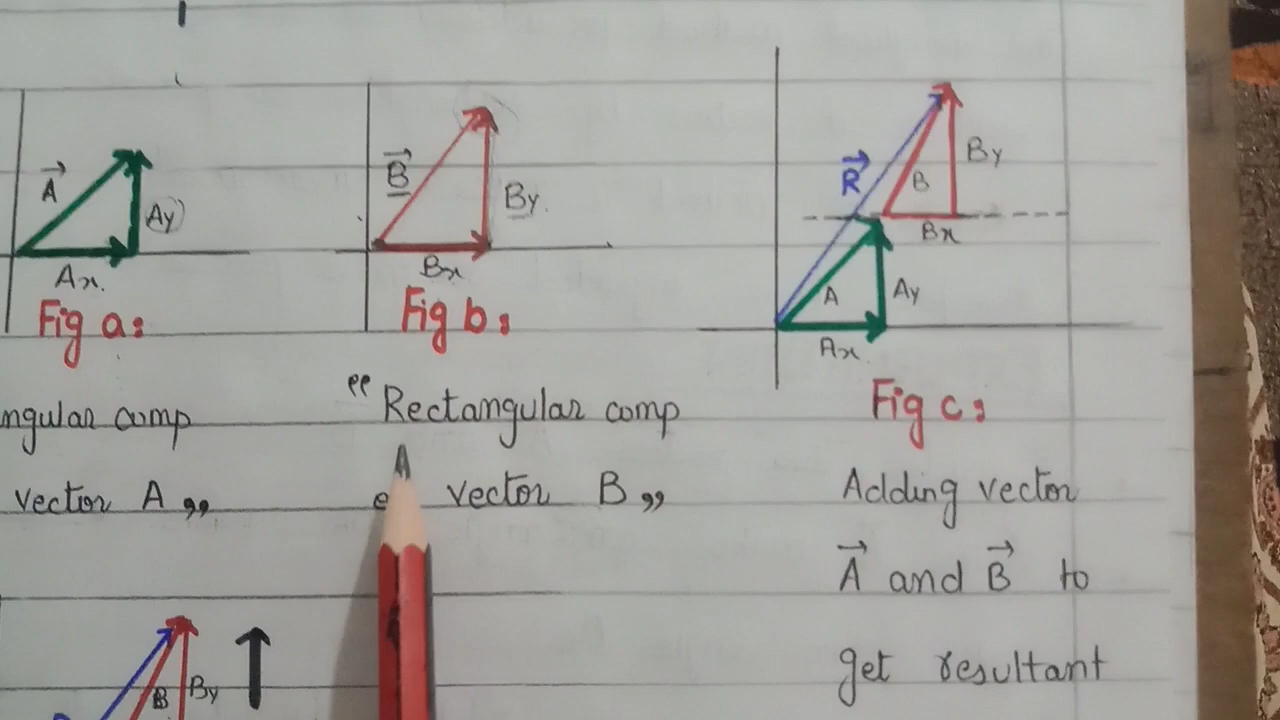 A
Ay
Ax
Fig a:
B
By
Bx
Fig b:
R
B
By
Bx
A
Ay
Ax
Fig c:
comp
vector A ,,
" Rectangular comp
vector B ,,
Adding vector
A and B to
get resultant
B
By